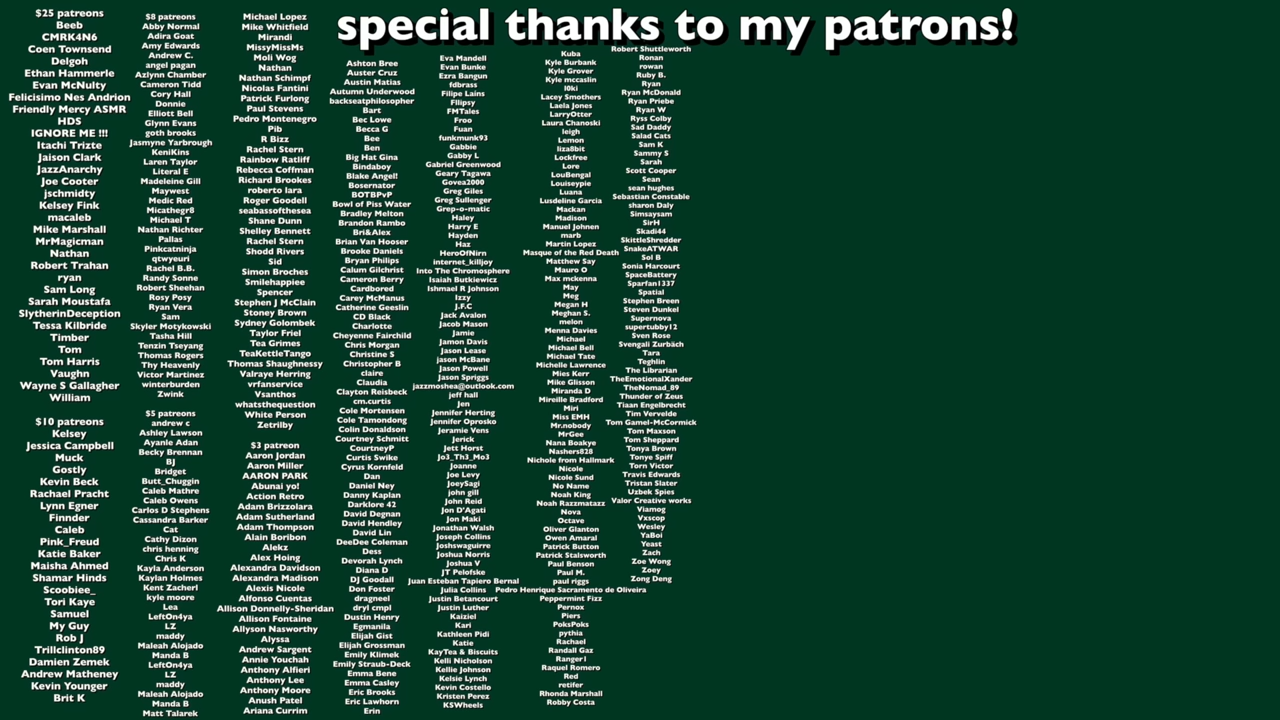 special thanks to my patrons!
$25 patreons
Beeb
CMRK4N6
Coen Townsend
Delgoh
Ethan Hammerle
Evan McNulty
Felicisimo Nes Andrion
Friendly Mercy ASMR
HDS
IGNORE ME !!!
Itachi Trizte
Jaison Clark
JazzAnarchy
Joe Cooter
jschmidty
Kelsey Fink
macaleb
Mike Marshall
MrMagicman
Nathan
Robert Trahan
ryan
Sam Long
Sarah Moustafa
SlytherinDeception
Tessa Kilbride
Timber
Tom
Tom Harris
Vaughn
Wayne S Gallagher
William
$10 patreons
Kelsey
Jessica Campbell
Muck
Gostly
Kevin Beck
Rachael Pracht
Lynn Egner
Finnder
Caleb
Pink_Freud
Katie Baker
Maisha Ahmed
Shamar Hinds
Scoobiee_
Tori Kaye
Samuel
My Guy
Rob J
Trillclinton89
Damien Zemek
Andrew Matheney
Kevin Younger
Brit K
$8 patreons
Abby Normal
Adira Goat
Amy Edwards
Andrew C.
angel pagan
Azlynn Chamber
Cameron Tidd
Cory Hall
Donnie
Elliott Bell
Glynn Evans
goth brooks
Jasmyne Yarbrough
KeniKins
Laren Taylor
Literal E
Madeleine Gill
Maywest
Medic Red
Micathegr8
Michael T
Nathan Richter
Pallas
Pinkcatninja
qtwyeuri
Rachel B.B.
Randy Sonne
Robert Sheehan
Rosy Posy
Ryan Vera
Sam
Skyler Motykowski
Tasha Hill
Tenzin Tseyang
Thomas Rogers
Thy Heavenly
Victor Martinez
winterburden
Zwink
$5 patreons
andrew c
Ashley Lawson
Ayanle Adan
Becky Brennan
BJ
Bridget
Butt_Chuggin
Caleb Mathre
Caleb Owens
Carlos D Stephens
Cassandra Barker
Cat
Cathy Dizon
chris henning
Chris K
Kayla Anderson
Kaylan Holmes
Kent Zacherl
kyle moore
Lea
LeftOn4ya
LZ
maddy
Maleah Alojado
Manda B
LeftOn4ya
LZ
maddy
Maleah Alojado
Manda B
Matt Talarek
Michael Lopez
Mike Whitfield
Mirandi
MissyMissMs
Moli Wog
Nathan
Nathan Schimpf
Nicolas Fantini
Patrick Furlong
Paul Stevens
Pedro Montenegro
Pib
R Bizz
Rachel Stern
Rainbow Ratliff
Rebecca Coffman
Richard Brookes
roberto lara
Roger Goodell
seabassofthesea
Shane Dunn
Shelley Bennett
Rachel Stern
Shodd Rivers
Sid
Simon Broches
Smilehappiee
Spencer
Stephen J McClain
Stoney Brown
Sydney Golombek
Taylor Friel
Tea Grimes
TeaKettleTango
Thomas Shaughnessy
Valraye Herring
vrfanservice
Vsanthos
whatsthequestion
White Person
Zetrilby
$3 patreon
Aaron Jordan
Aaron Miller
AARON PARK
Abunai yo!
Action Retro
Adam Brizzolara
Adam Sutherland
Adam Thompson
Alain Boribon
Alekz
Alex Hoing
Alexandra Davidson
Alexandra Madison
Alexis Nicole
Alfonso Cuentas
Allison Donnelly-Sheridan
Allison Fontaine
Allyson Nasworthy
Alyssa
Andrew Sargent
Annie Youchah
Anthony Alfieri
Anthony Lee
Anthony Moore
Anush Patel
Ariana Currim
Ashton Bree
Auster Cruz
Austin Matias
Autumn Underwood
backseatphilosopher
Bart
Bec Lowe
Becca G
Bee
Ben
Big Hat Gina
Bindaboy
Blake Angel!
Bosernator
BOTBPvP
Bowl of Piss Water
Bradley Melton
Brandon Rambo
Bri&Alex
Brian Van Hooser
Brooke Daniels
Bryan Philips
Calum Gilchrist
Cameron Berry
Cardbored
Carey McManus
Catherine Geeslin
CD Black
Charlotte
Cheyenne Fairchild
Chris Morgan
Christine S
Christopher B
claire
Claudia
Clayton Reisbeck
cm.curtis
Cole Mortensen
Cole Tamondong
Colin Donaldson
Courtney Schmitt
CourtneyP
Curtis Swike
Cyrus Kornfeld
Dan
Daniel Ney
Danny Kaplan
Darklore 42
David Degnan
David Hendley
David Lin
DeeDee Coleman
Dess
Devorah Lynch
Diana D
DJ Goodall
Don Foster
dragneel
dryl cmpl
Dustin Henry
Egmanila
Elijah Gist
Elijah Grossman
Emily Klimek
Emily Straub-Deck
Emma Bene
Emma Casley
Eric Brooks
Eric Lawhorn
Erin
Eva Mandell
Evan Bunke
Ezra Bangun
fdbrass
Filipe Lains
Fllipsy
FMTales
Froo
Fuan
funkmunk93
Gabbie
Gabby L
Gabriel Greenwood
Geary Tagawa
Govea2000
Greg Giles
Greg Sullenger
Grep-o-matic
Haley
Harry E
Hayden
Haz
HeroOfNirn
internet_killjoy
Into The Chromosphere
Isaiah Butkiewicz
Ishmael R Johnson
Izzy
J.F.C
Jack Avalon
Jacob Mason
Jamie
Jamon Davis
Jason Lease
jason McBane
Jason Powell
Jason Spriggs
jazzmoshea@outlook.com
jeff hall
Jen
Jennifer Herting
Jennifer Oprosko
Jeramie Vens
Jerick
Jett Horst
Jo3_Th3_Mo3
Joanne
Joe Levy
JoeySagi
john gill
John Reid
Jon D'Agati
Jon Maki
Jonathan Walsh
Joseph Collins
Joshswaguirre
Joshua Norris
Joshua V
JT Pelofske
Juan Esteban Tapiero Bernal
Julia Collins
Justin Betancourt
Justin Luther
Kaiziel
Kari
Kathleen Pidi
Katie
KayTea & Biscuits
Kelli Nicholson
Kellie Johnson
Kelsie Lynch
Kevin Costello
Kristen Perez
KSWheels
Kuba
Kyle Burbank
Kyle Grover
Kyle mccaslin
l0ki
Lacey Smothers
Laela Jones
LarryOtter
Laura Chanoski
leigh
Lemon
liza8bit
Lockfree
Lore
LouBengal
Louiseypie
Luana
Lusdeline Garcia
Mackan
Madison
Manuel Johnen
marb
Martin Lopez
Masque of the Red Death
Matthew Say
Mauro O
Max mckenna
May
Meg
Megan H
Meghan S.
melon
Menna Davies
Michael
Michael Bell
Michael Tate
Michelle Lawrence
Mies Kerr
Mike Glisson
Miranda D
Mireille Bradford
Miri
Miss EMH
Mr.nobody
MrGee
Nana Boakye
Nashers828
Nichole from Hallmark
Nicole
Nicole Sund
No Name
Noah King
Noah Razzmatazz
Nova
Octave
Oliver Glanton
Owen Amaral
Patrick Button
Patrick Stalsworth
Paul Benson
Paul M.
paul riggs
Pedro Henrique Sacramento de Oliveira
Peppermint Fizz
Pernox
Piers
PoksPoks
pythia
Rachael
Randall Gaz
Ranger1
Raquel Romero
Red
retifer
Rhonda Marshall
Robby Costa
Robert Shuttleworth
Ronan
rowan
Ruby B.
Ryan
Ryan McDonald
Ryan Priebe
Ryan W
Ryss Colby
Sad Daddy
Salad Cats
Sam K
Sammy S
Sarah
Scott Cooper
Sean
sean hughes
Sebastian Constable
sharon Daly
Simsaysam
SirH
Skadi44
SkittleShredder
SnakeATWAR
Sol B
Sonia Harcourt
SpaceBattery
Sparfan1337
Spatial
Stephen Breen
Steven Dunkel
Supernova
supertubby12
Sven Rose
Svengali Zurbäch
Tara
Teghlin
The Librarian
TheEmotionalXander
TheNomad_89
Thunder of Zeus
Tiaan Engelbrecht
Tim Vervelde
Tom Gamel-McCormick
Tom Maxson
Tom Sheppard
Tonya Brown
Tonye Spiff
Torn Victor
Travis Edwards
Tristan Slater
Uzbek Spies
Valor Creative works
Viamog
Vxscop
Wesley
YaBoi
Yeast
Zach
Zoe Wong
Zoey
Zong Deng